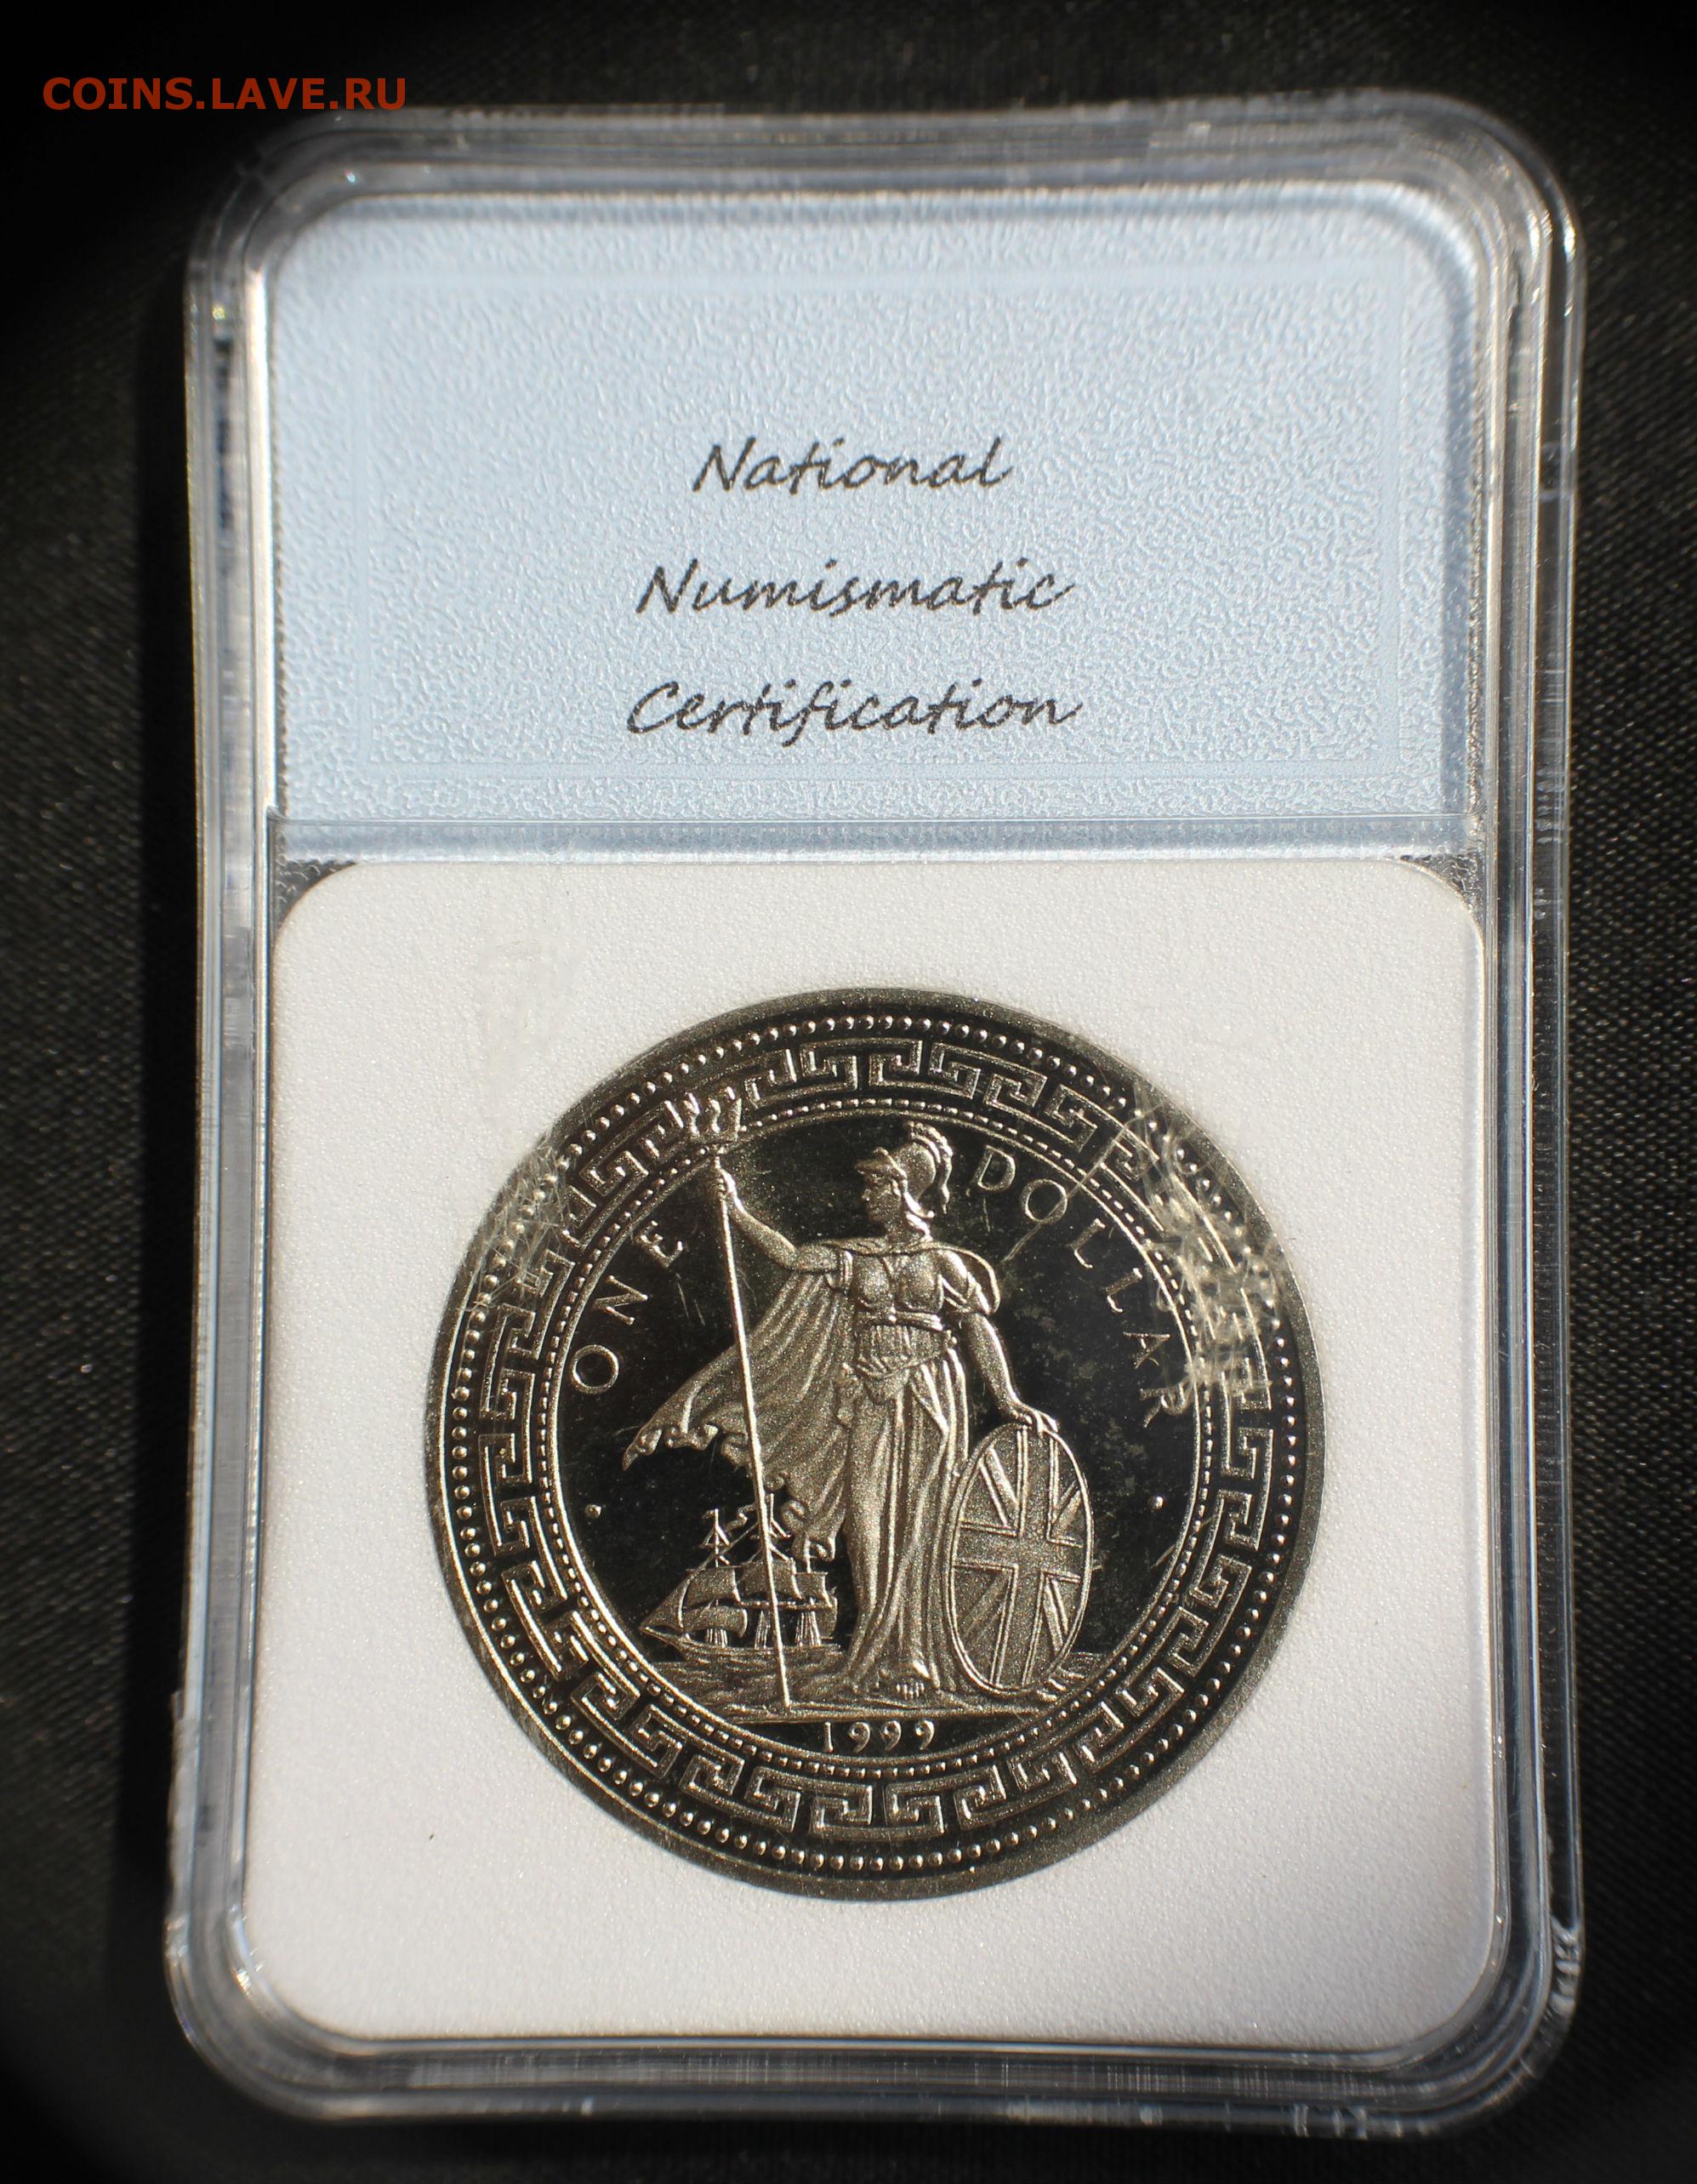 COINS.LAVE.RU
National
Numismatic
Certification
ONE DOLLAR
1999